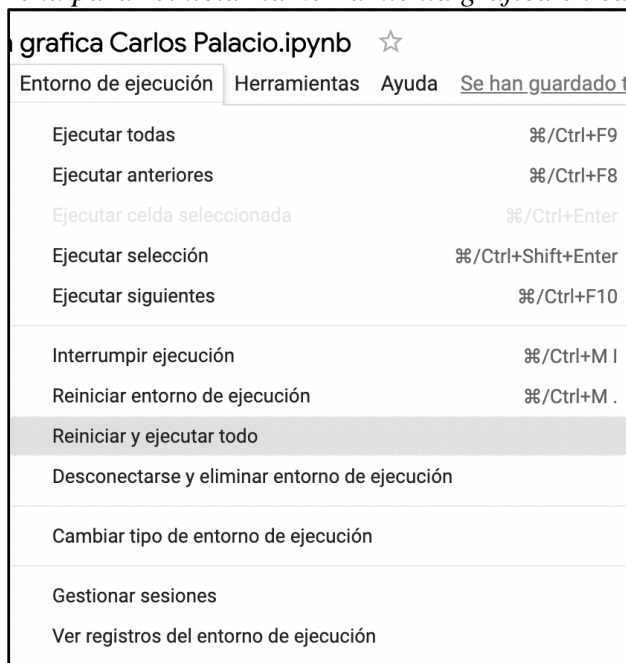 grafica Carlos Palacio.ipynb
Entorno de ejecución Herramientas Ayuda Se han guardado
Ejecutar todas ⌘/Ctrl+F9
Ejecutar anteriores ⌘/Ctrl+F8
Ejecutar celda seleccionada ⌘/Ctrl+Enter
Ejecutar selección ⌘/Ctrl+Shift+Enter
Ejecutar siguientes ⌘/Ctrl+F10
Interrumpir ejecución ⌘/Ctrl+M I
Reiniciar entorno de ejecución ⌘/Ctrl+M .
Reiniciar y ejecutar todo
Desconectarse y eliminar entorno de ejecución
Cambiar tipo de entorno de ejecución
Gestionar sesiones
Ver registros del entorno de ejecución